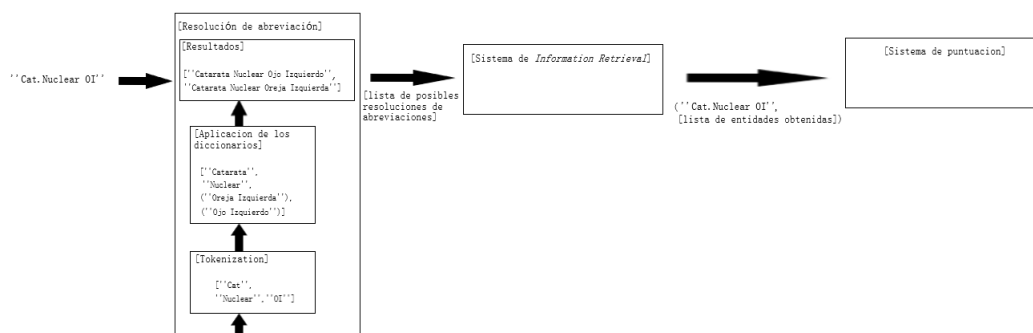 ''Cat.Nuclear OI''
[Resolución de abreviación]
[Resultados]
[''Catarata Nuclear Ojo Izquierdo'',
''Catarata Nuclear Oreja Izquierda'']
[Aplicacion de los
diccionarios]
[''Catarata'',
''Nuclear'',
(''Oreja Izquierda''),
(''Ojo Izquierdo'')]
[Tokenization]
[''Cat'',
''Nuclear'',''OI'']
[lista de posibles
resoluciones de
abreviaciones]
[Sistema de Information Retrieval]
(''Cat.Nuclear OI'',
[lista de entidades obtenidas])
[Sistema de puntuacion]